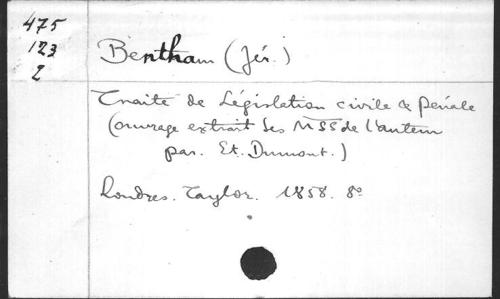 475
123
2
Bentham (Jér.)
Traité de Législation civile & pénale
(ouvrage extrait des MSS de l'auteur
par. Et. Dumont.)
Londres. Taylor. 1858. 8°